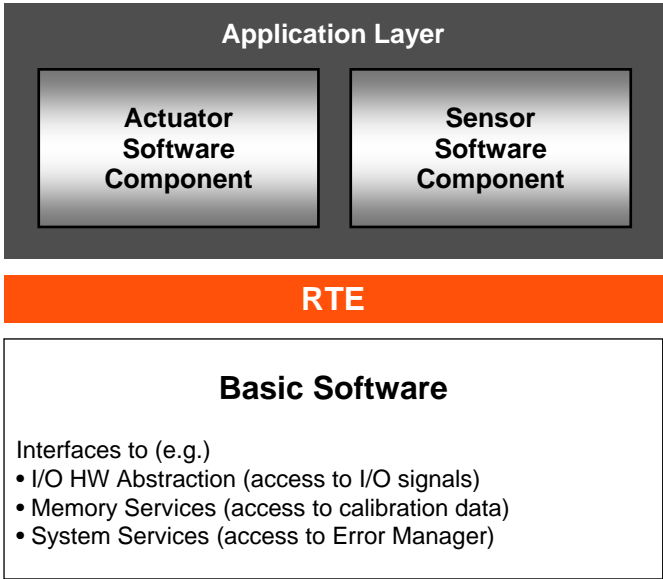 Application Layer
Actuator
Software
Component
Sensor
Software
Component
RTE
Basic Software
Interfaces to (e.g.)
• I/O HW Abstraction (access to I/O signals)
• Memory Services (access to calibration data)
• System Services (access to Error Manager)